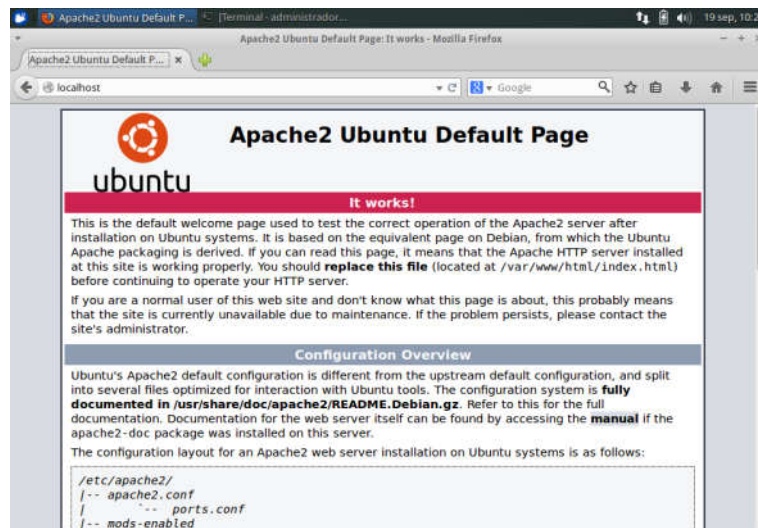 Apache2 Ubuntu Default P... [Terminal - administrador... 19 sep, 10:2
Apache2 Ubuntu Default Page: It works - Mozilla Firefox
Apache2 Ubuntu Default P...
localhost Google
Apache2 Ubuntu Default Page
ubuntu
It works!
This is the default welcome page used to test the correct operation of the Apache2 server after
installation on Ubuntu systems. It is based on the equivalent page on Debian, from which the Ubuntu
Apache packaging is derived. If you can read this page, it means that the Apache HTTP server installed
at this site is working properly. You should replace this file (located at /var/www/html/index.html)
before continuing to operate your HTTP server.
If you are a normal user of this web site and don't know what this page is about, this probably means
that the site is currently unavailable due to maintenance. If the problem persists, please contact the
site's administrator.
Configuration Overview
Ubuntu's Apache2 default configuration is different from the upstream default configuration, and split
into several files optimized for interaction with Ubuntu tools. The configuration system is fully
documented in /usr/share/doc/apache2/README.Debian.gz. Refer to this for the full
documentation. Documentation for the web server itself can be found by accessing the manual if the
apache2-doc package was installed on this server.
The configuration layout for an Apache2 web server installation on Ubuntu systems is as follows:
/etc/apache2/
|-- apache2.conf
| `-- ports.conf
|-- mods-enabled